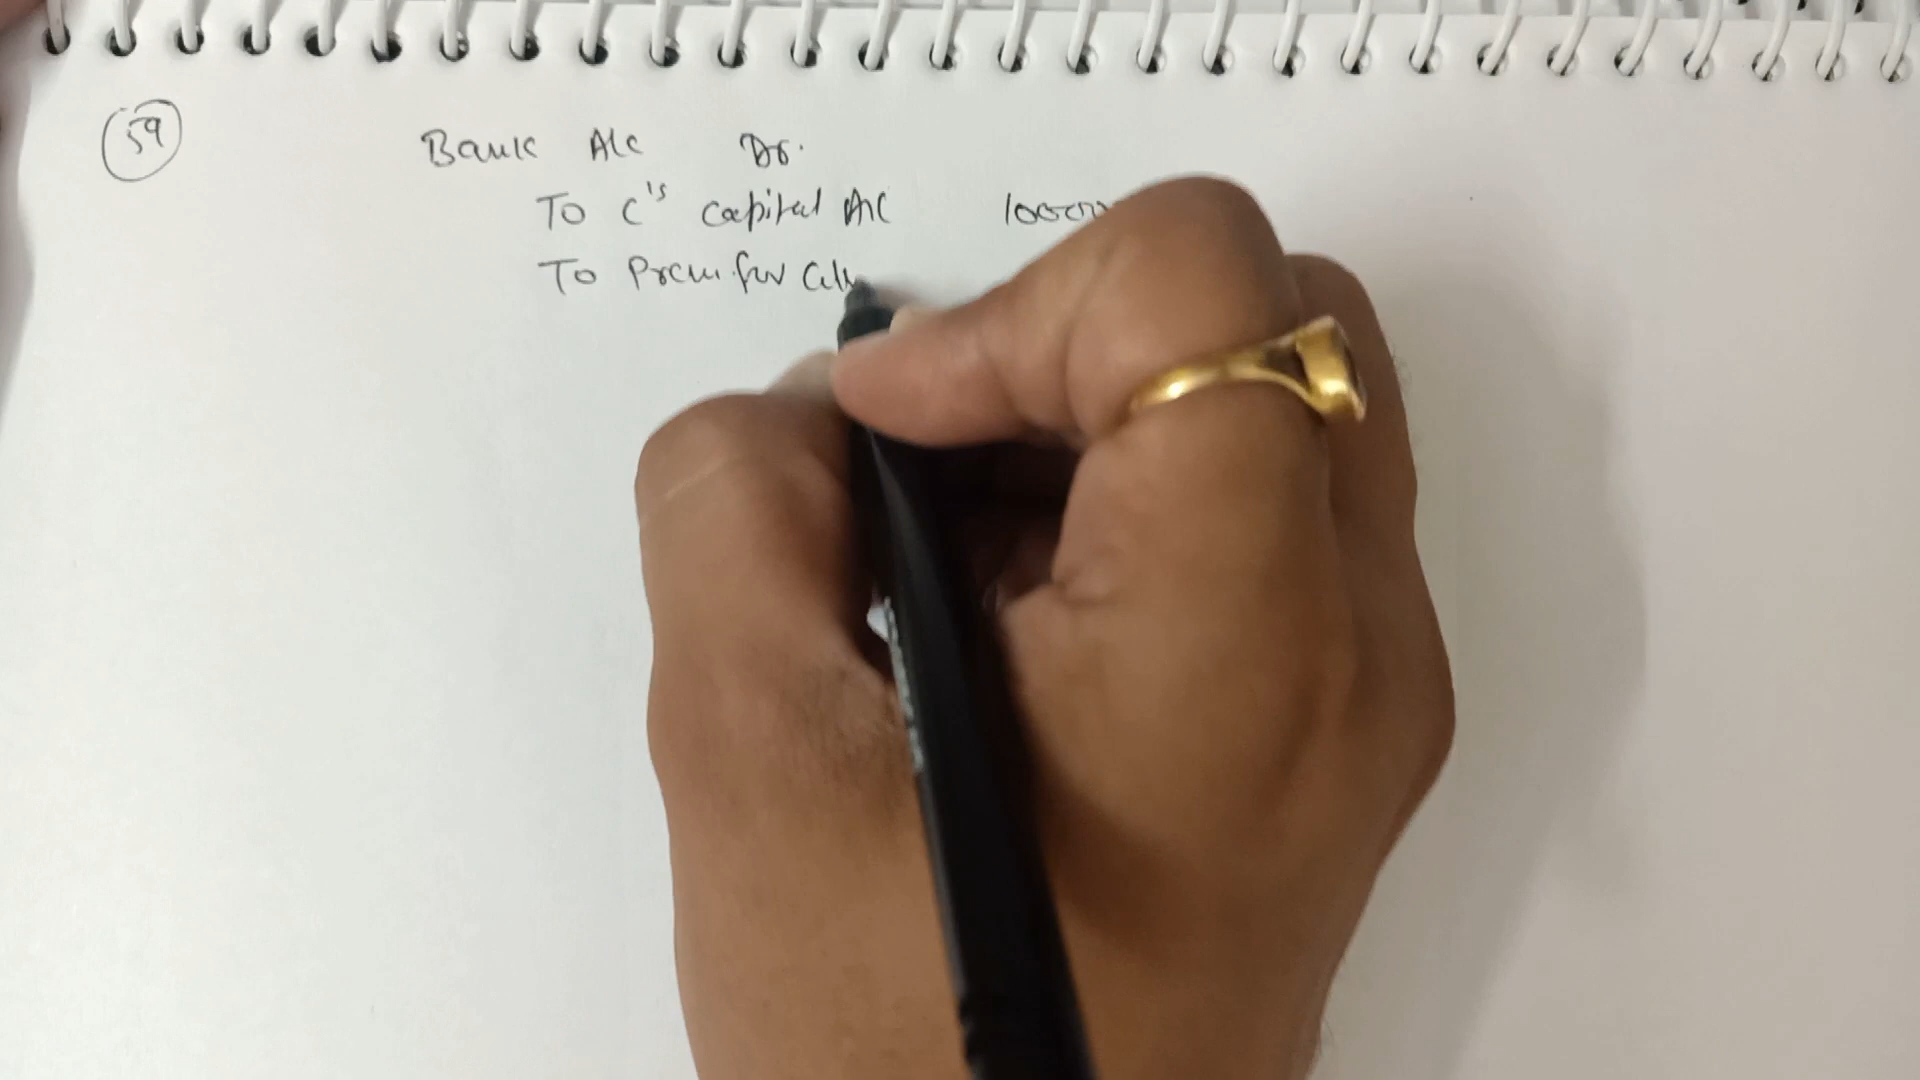 59
Bank A/c Dr.
To C's capital A/c
To Prem. for